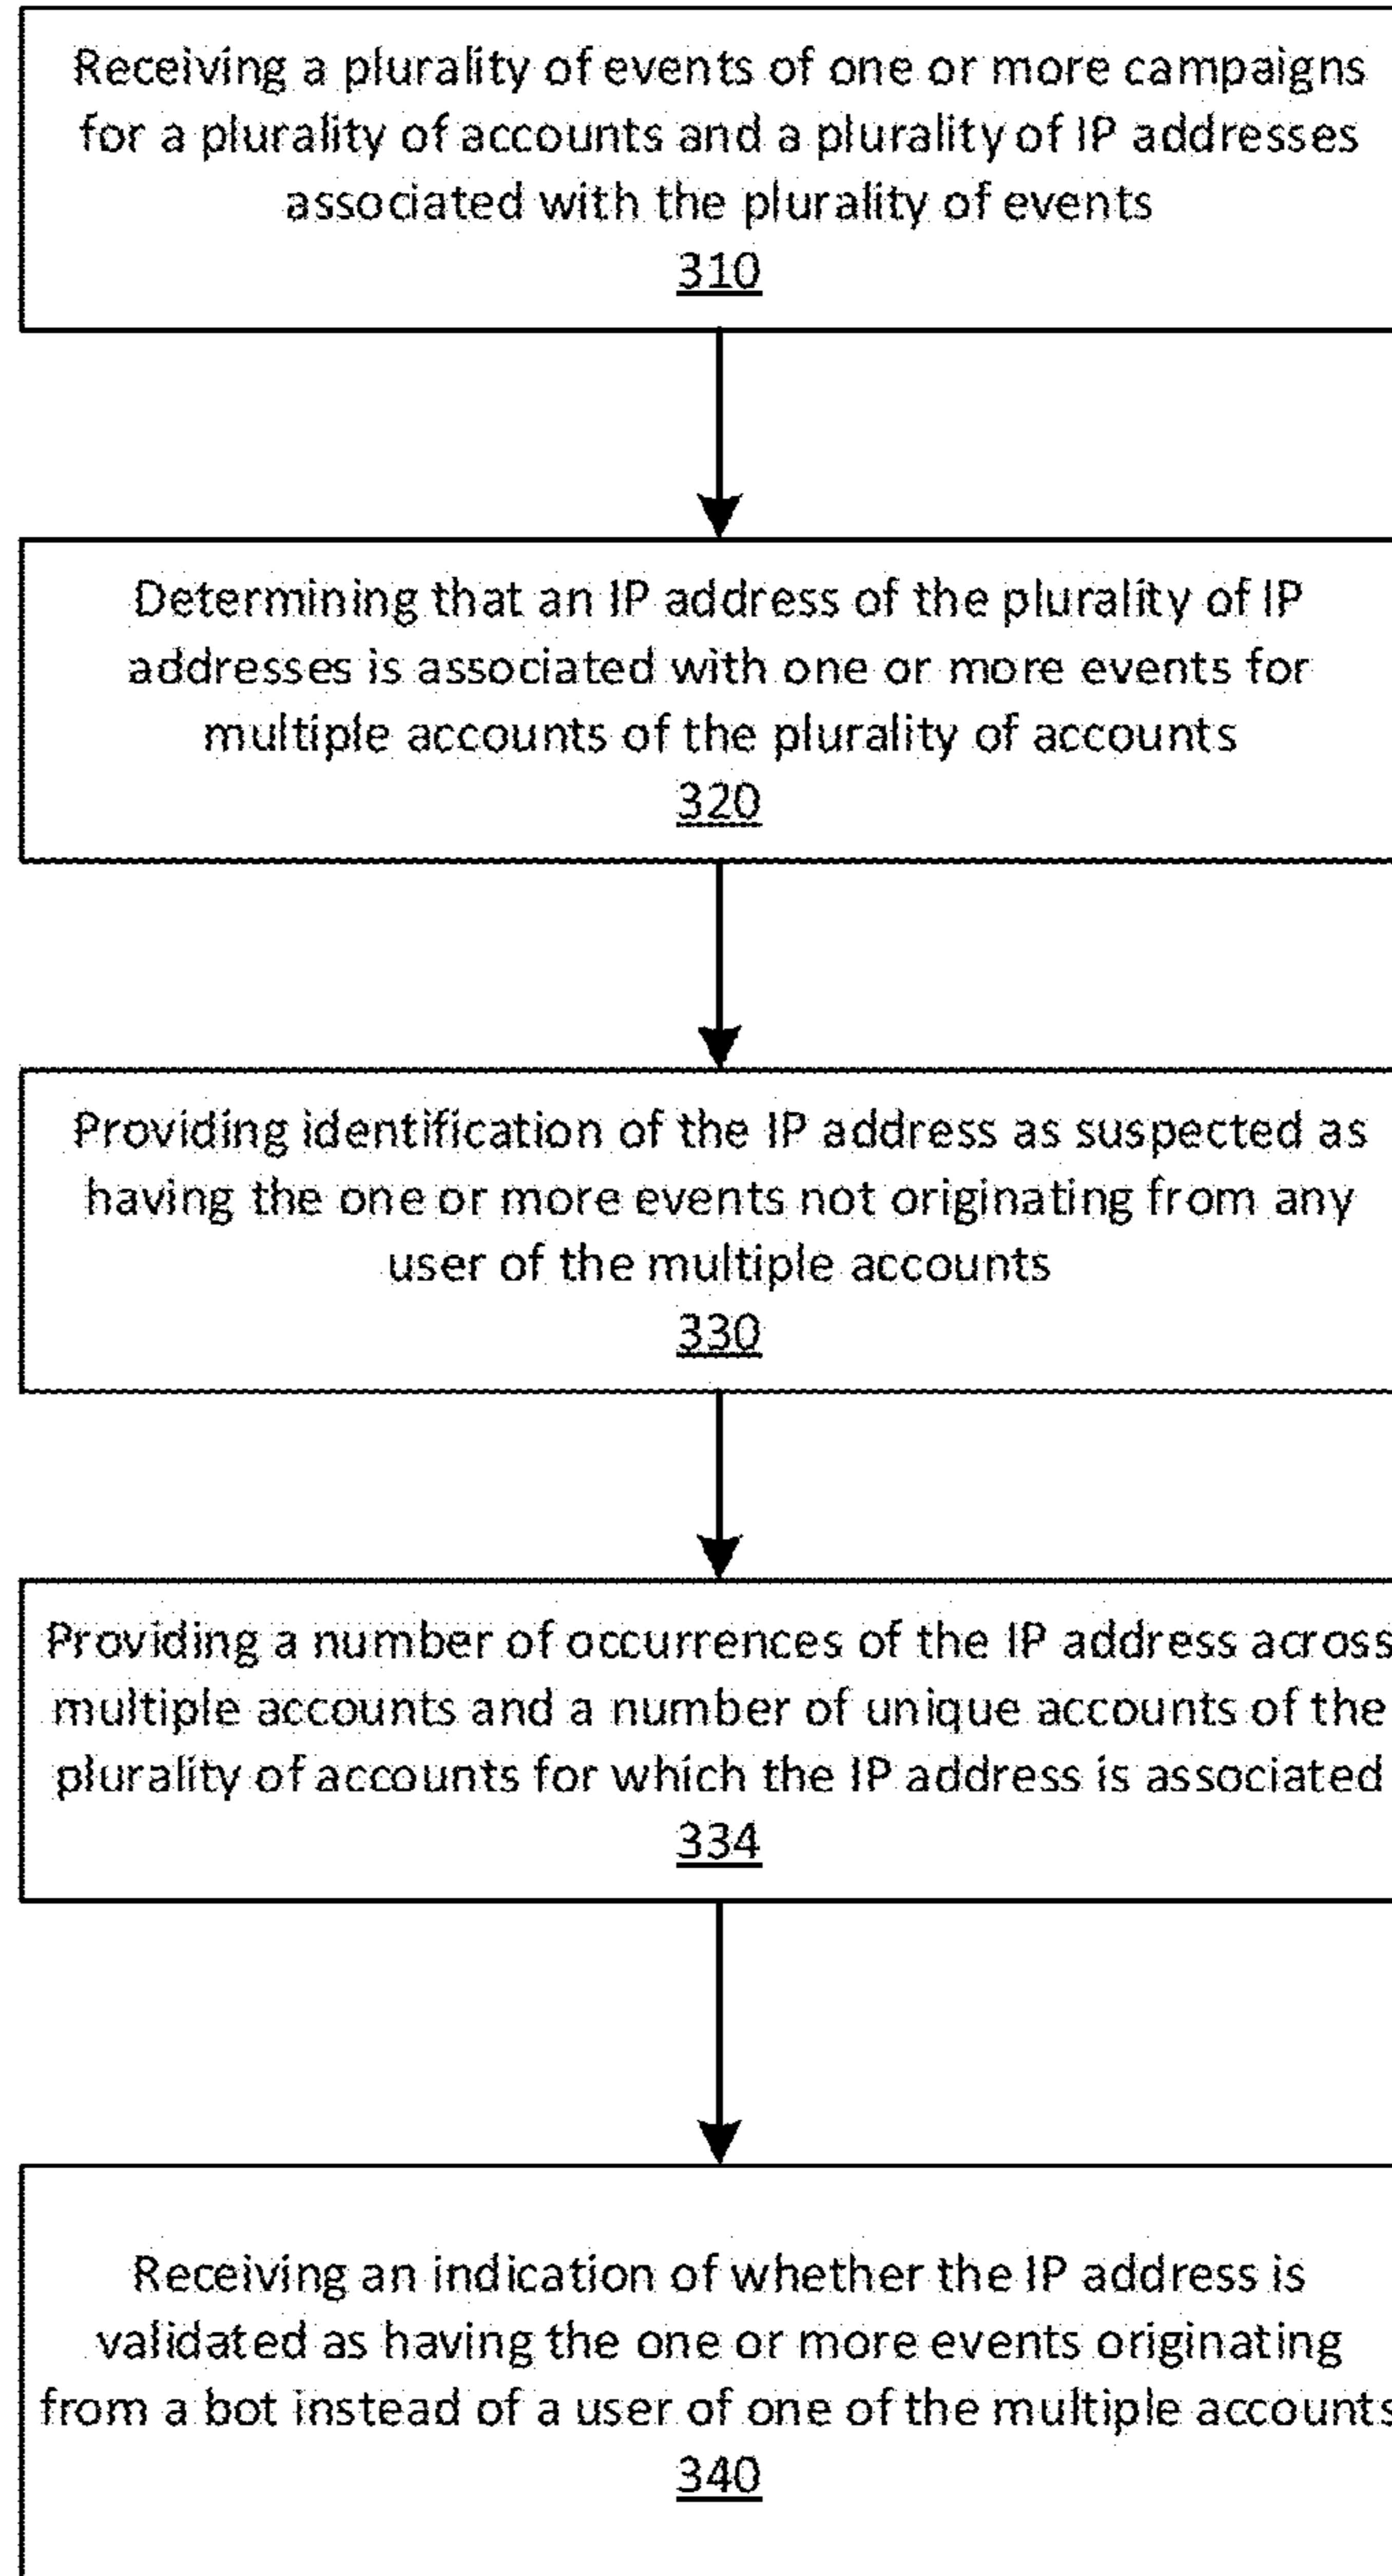 Receiving a plurality of events of one or more campaigns
for a plurality of accounts and a plurality of IP addresses
associated with the plurality of events
310
Determining that an IP address of the plurality of IP
addresses is associated with one or more events for
multiple accounts of the plurality of accounts
320
Providing identification of the IP address as suspected as
having the one or more events not originating from any
user of the multiple accounts
330
Providing a number of occurrences of the IP address across
multiple accounts and a number of unique accounts of the
plurality of accounts for which the IP address is associated
334
Receiving an indication of whether the IP address is
validated as having the one or more events originating
from a bot instead of a user of one of the multiple accounts
340